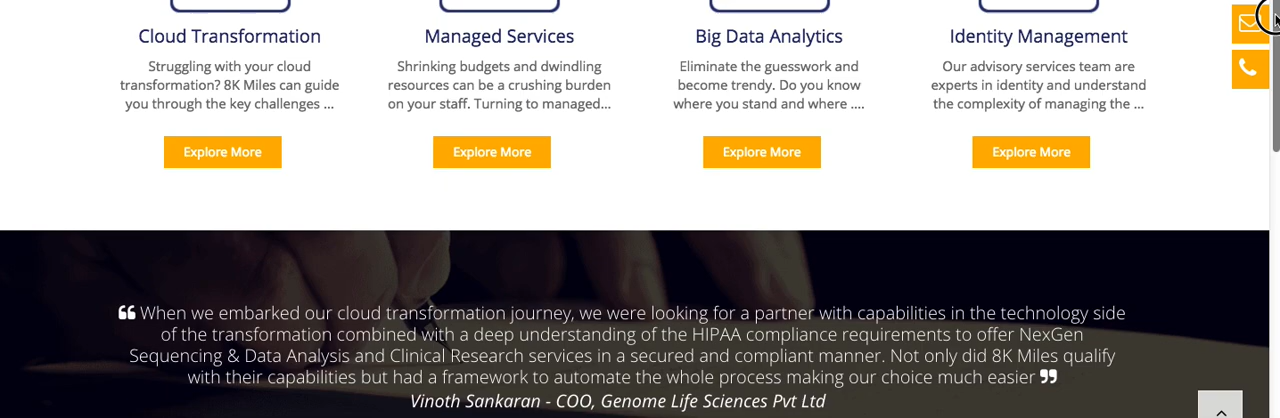 Cloud Transformation
Struggling with your cloud
transformation? 8K Miles can guide
you through the key challenges ...
Explore More
Managed Services
Shrinking budgets and dwindling
resources can be a crushing burden
on your staff. Turning to managed...
Explore More
Big Data Analytics
Eliminate the guesswork and
become trendy. Do you know
where you stand and where ....
Explore More
Identity Management
Our advisory services team are
experts in identity and understand
the complexity of managing the ...
Explore More
“ When we embarked our cloud transformation journey, we were looking for a partner with capabilities in the technology side
of the transformation combined with a deep understanding of the HIPAA compliance requirements to offer NexGen
Sequencing & Data Analysis and Clinical Research services in a secured and compliant manner. Not only did 8K Miles qualify
with their capabilities but had a framework to automate the whole process making our choice much easier ”
Vinoth Sankaran - COO, Genome Life Sciences Pvt Ltd